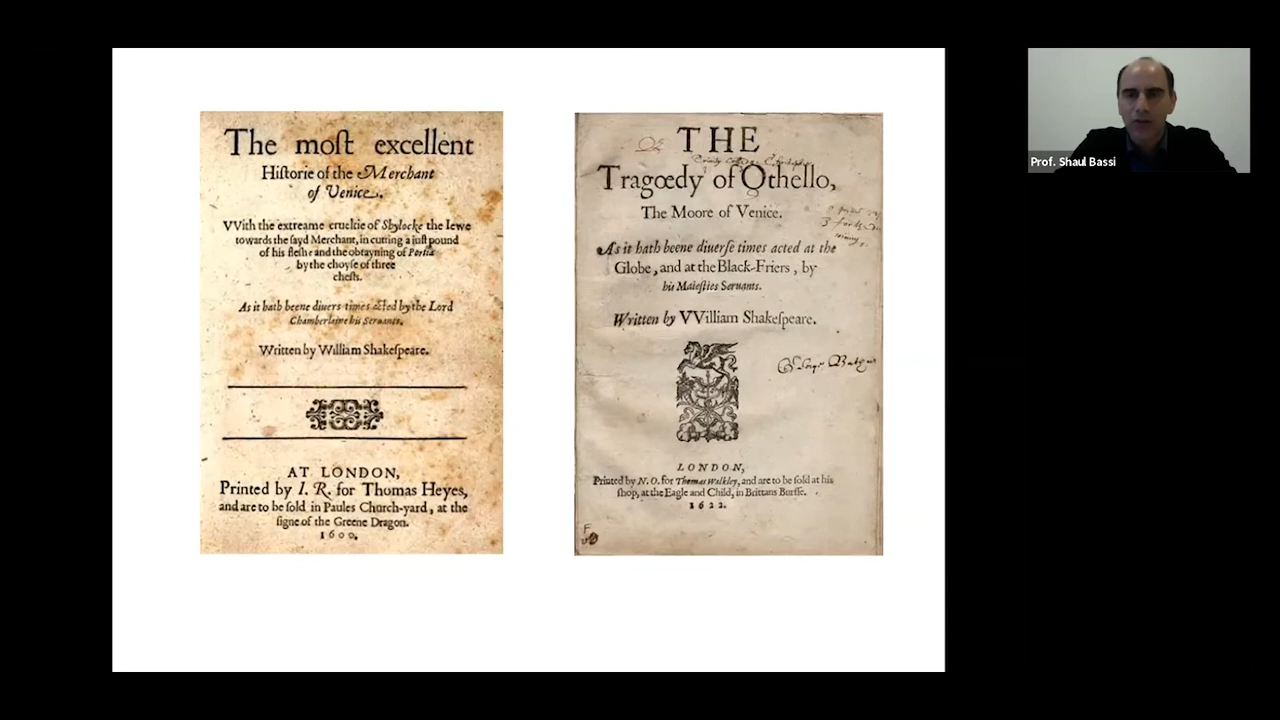 The moſt excellent
Hiſtorie of the Merchant
of Venice.
VVith the extreame crueltie of Shylocke the Iewe
towards the ſayd Merchant, in cutting a iuſt pound
of his fleſhe: and the obtayning of Portia
by the choyſe of three
cheſts.
As it hath beene diuers times acted by the Lord
Chamberlaine his Seruants.
Written by William Shakeſpeare.
AT LONDON,
Printed by I. R. for Thomas Heyes,
and are to be ſold in Paules Church-yard, at the
ſigne of the Greene Dragon.
1600.
THE
Tragœdy of Othello,
The Moore of Venice.
As it hath beene diuerſe times acted at the
Globe, and at the Black-Friers, by
his Maieſties Seruants.
Written by VVilliam Shakeſpeare.
LONDON,
Printed by N. O. for Thomas Walkley, and are to be ſold at his
ſhop, at the Eagle and Child, in Brittans Burſſe.
1622.
Prof. Shaul Bassi